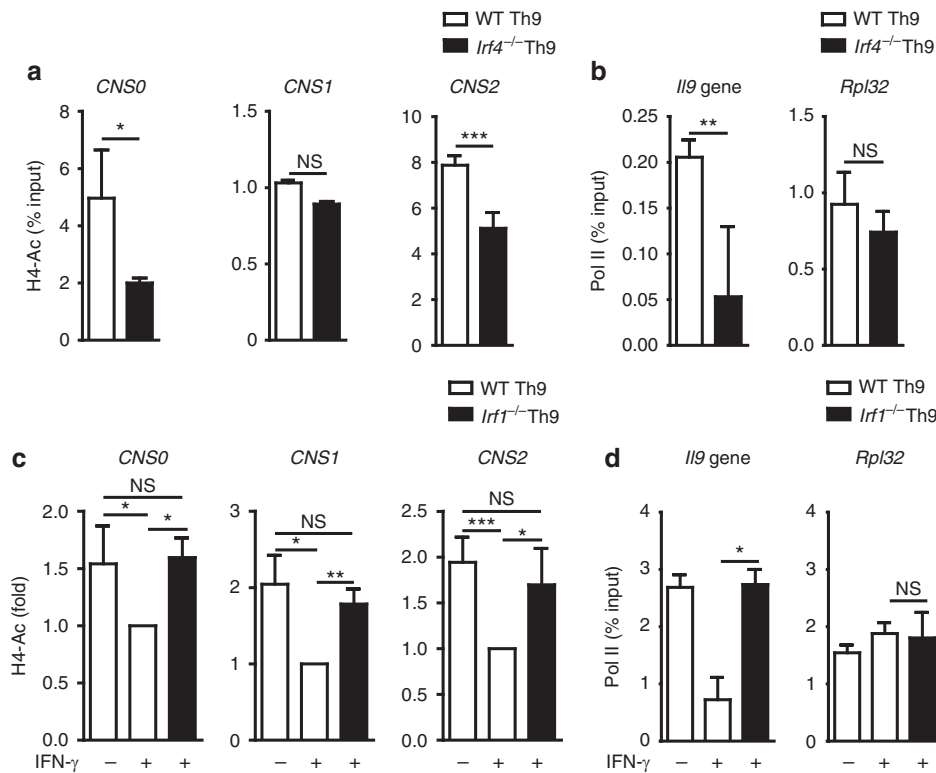 WT Th9
Irf4−/−Th9
WT Th9
Irf4−/−Th9
a
CNS0
CNS1
CNS2
b
Il9 gene
Rpl32
H4-Ac (% input)
8
6
4
2
0
*
1.5
1.0
0.5
0
NS
10
8
6
4
2
0
***
Pol II (% input)
0.25
0.20
0.15
0.10
0.05
0.00
**
1.5
1.0
0.5
0.0
NS
WT Th9
Irf1−/−Th9
WT Th9
Irf1−/−Th9
c
CNS0
CNS1
CNS2
d
Il9 gene
Rpl32
H4-Ac (fold)
2.0
1.5
1.0
0.5
0.0
NS
*
*
3
2
1
0
NS
*
**
2.5
2.0
1.5
1.0
0.5
0.0
NS
***
*
Pol II (% input)
4
3
2
1
0
*
4
3
2
1
0
NS
IFN-γ − + + − + + − + + IFN-γ − + + − + +